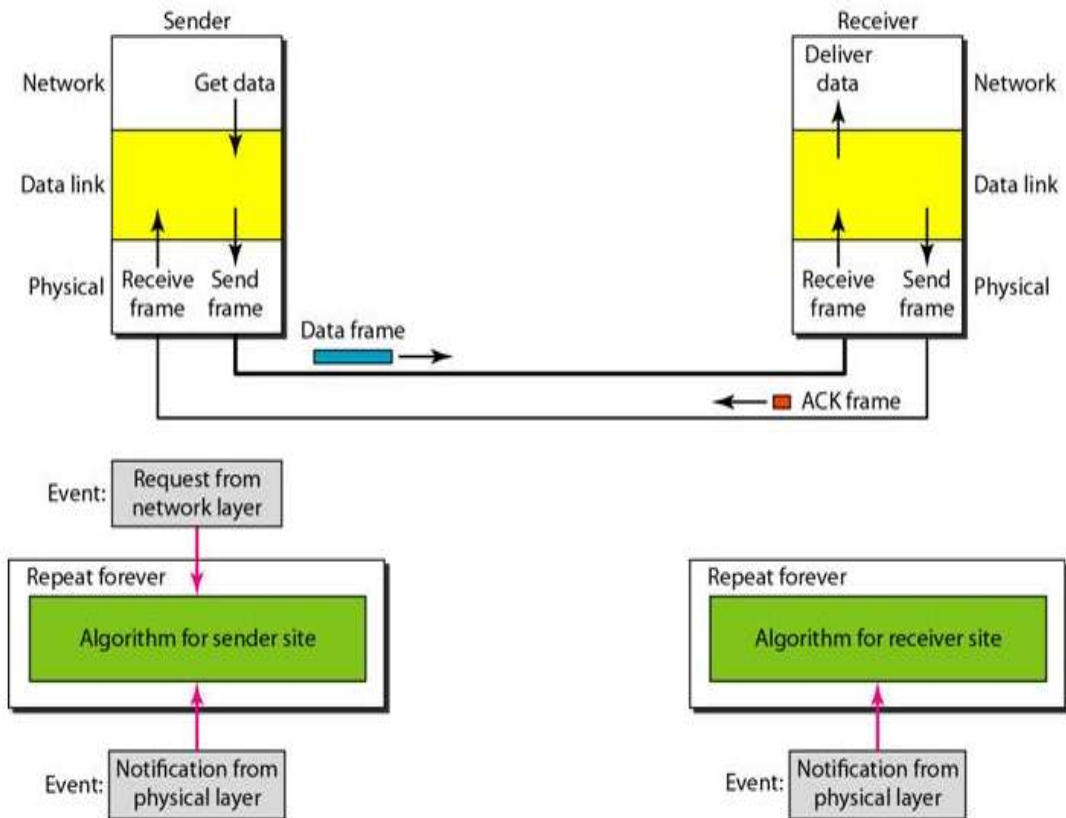 Sender
Receiver
Network
Get data
Deliver
data
Network
Data link
Data link
Physical
Receive
frame
Send
frame
Receive
frame
Send
frame
Physical
Data frame
ACK frame
Event:
Request from
network layer
Repeat forever
Algorithm for sender site
Repeat forever
Algorithm for receiver site
Event:
Notification from
physical layer
Event:
Notification from
physical layer